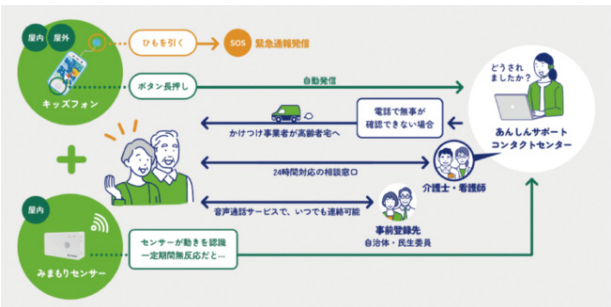 屋内
屋外
ひもを引く
SOS
緊急通報発信
どうされ
ましたか？
ボタン長押し
自動発信
キッズフォン
電話で無事が
確認できない場合
かけつけ事業者が高齢者宅へ
あんしんサポート
コンタクトセンター
24時間対応の相談窓口
介護士・看護師
屋内
音声通話サービスで、いつでも連絡可能
事前登録先
自治体・民生委員
センサーが動きを認識
一定期間無反応だと…
みまもりセンサー